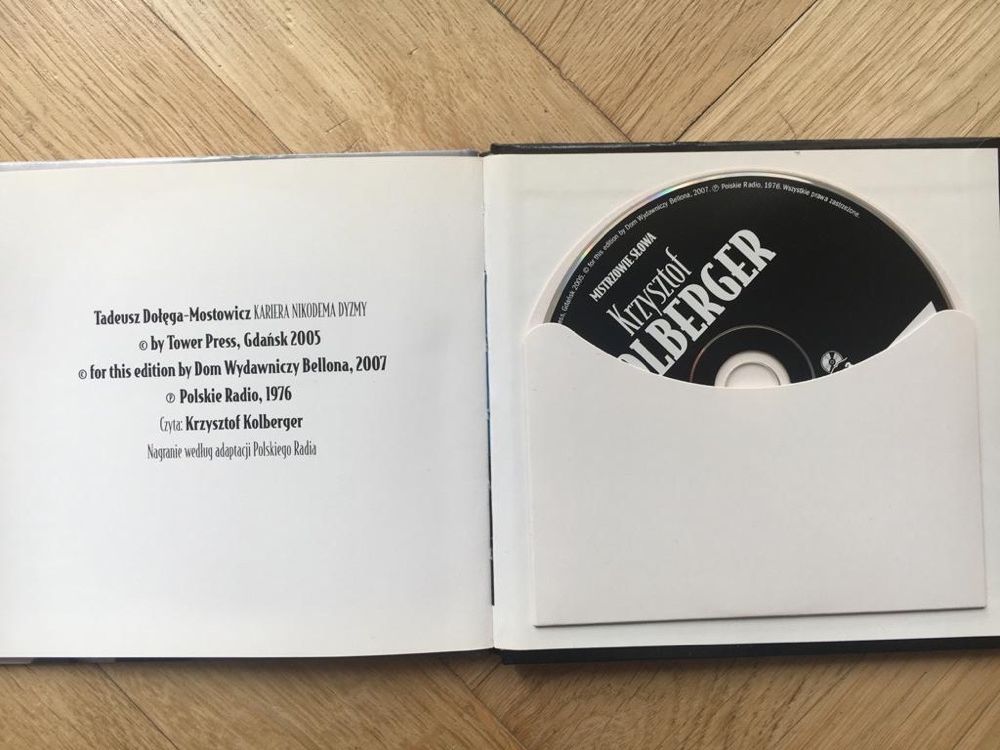 Tadeusz Dołęga-Mostowicz KARIERA NIKODEMA DYZMY
© by Tower Press, Gdańsk 2005
© for this edition by Dom Wydawniczy Bellona, 2007
℗ Polskie Radio, 1976
Czyta: Krzysztof Kolberger
Nagranie według adaptacji Polskiego Radia
Gdańsk 2005. © for this edition by Dom Wydawniczy Bellona, 2007. ℗ Polskie Radio, 1976. Wszystkie prawa zastrzeżone.
MISTRZOWIE SŁOWA
Krzysztof
OLBERGER